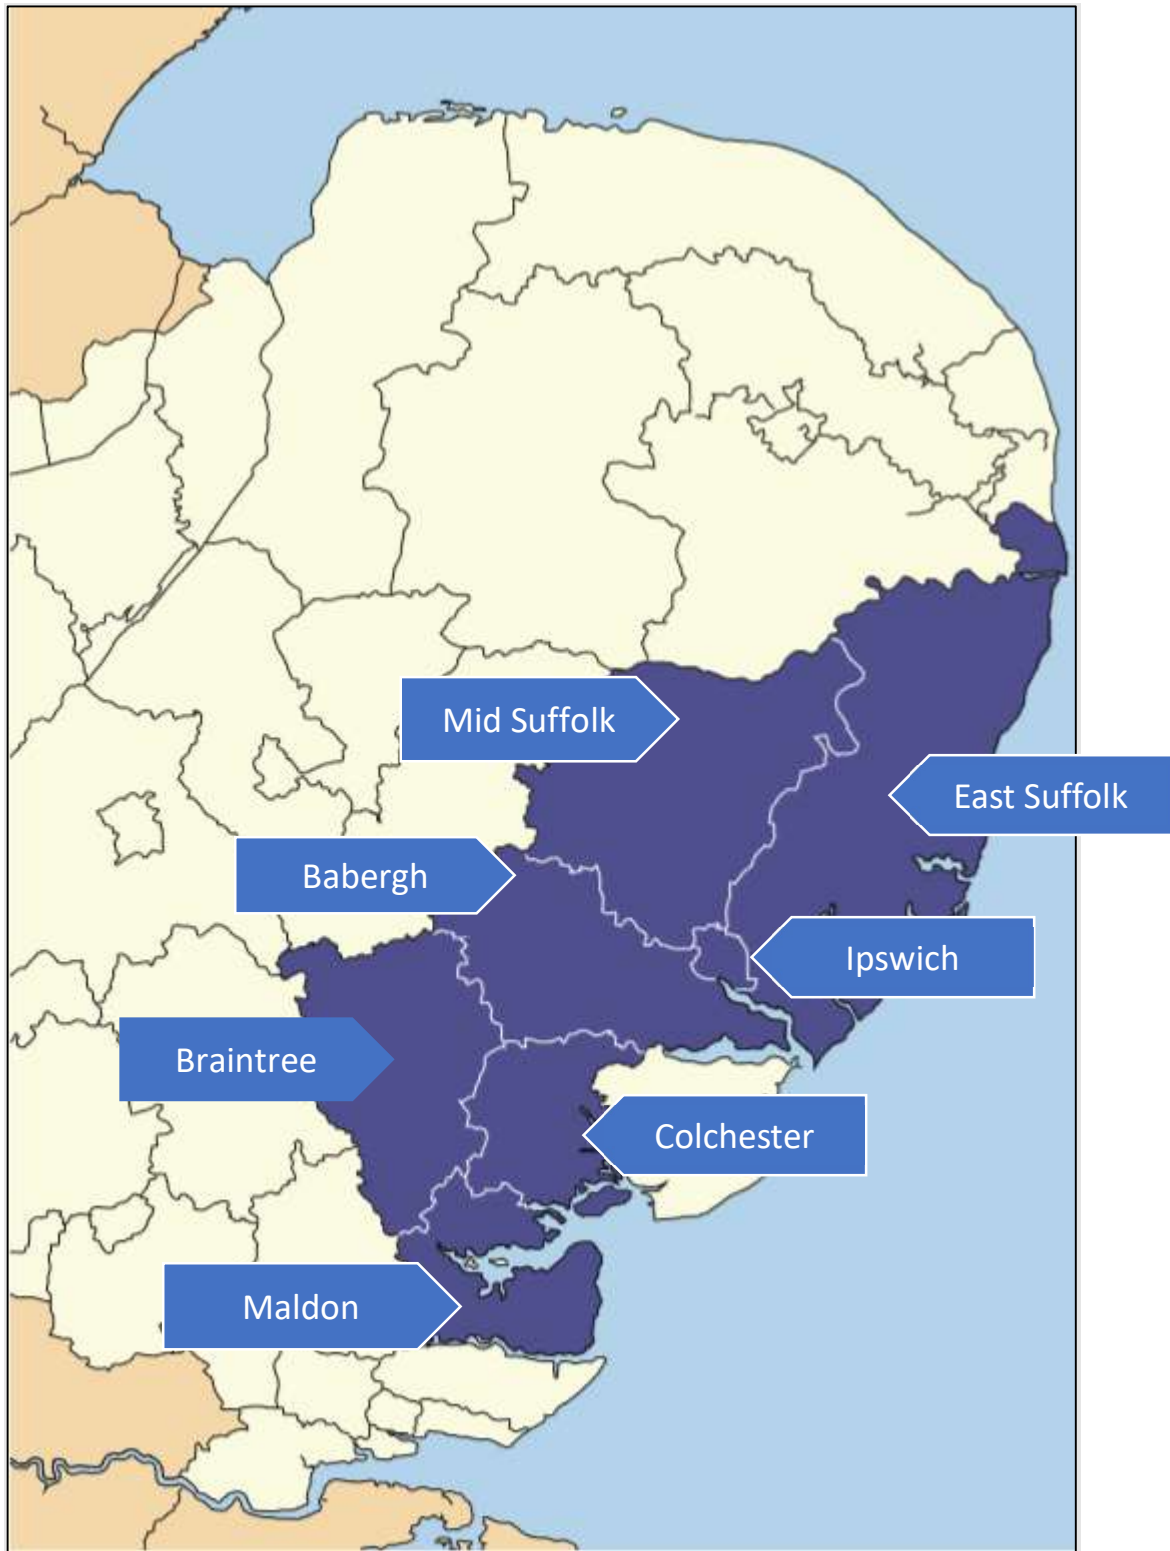 Mid Suffolk
East Suffolk
Babergh
Ipswich
Braintree
Colchester
Maldon